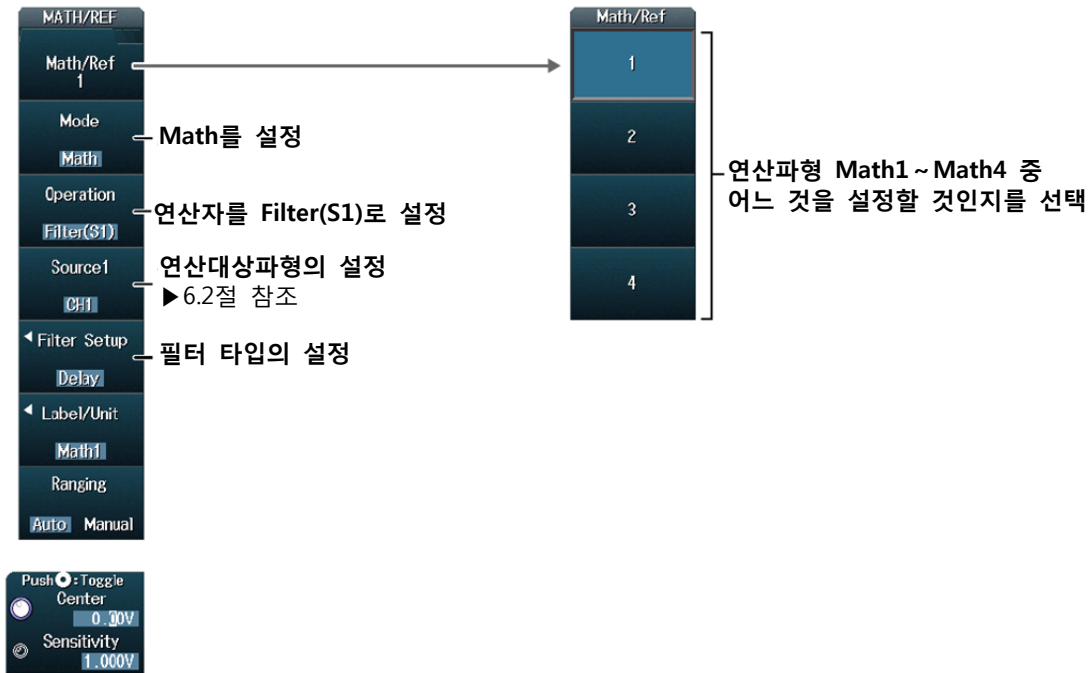 MATH/REF
Math/Ref
1
Mode
Math
Math를 설정
Operation
Filter(S1)
연산자를 Filter(S1)로 설정
Source1
CH1
연산대상파형의 설정
▶6.2절 참조
Filter Setup
Delay
필터 타입의 설정
Label/Unit
Math1
Ranging
Auto Manual
Push :Toggle
Center
0.00V
Sensitivity
1.000V
Math/Ref
1
2
3
4
연산파형 Math1~Math4 중
어느 것을 설정할 것인지를 선택